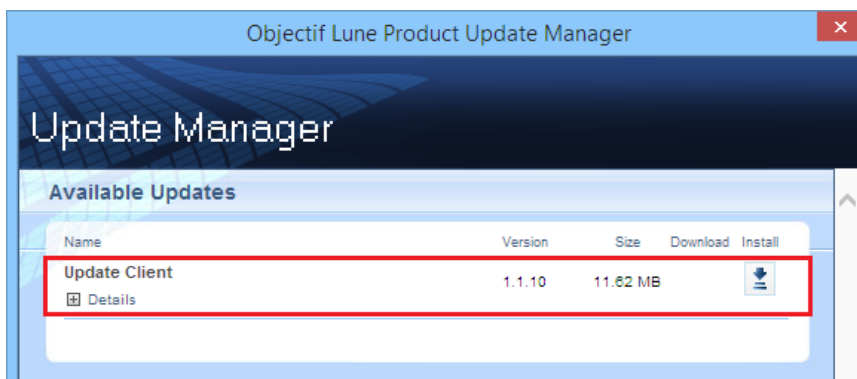 Objectif Lune Product Update Manager
Update Manager
Available Updates
Name Version Size Download Install
Update Client 1.1.10 11.62 MB
Details